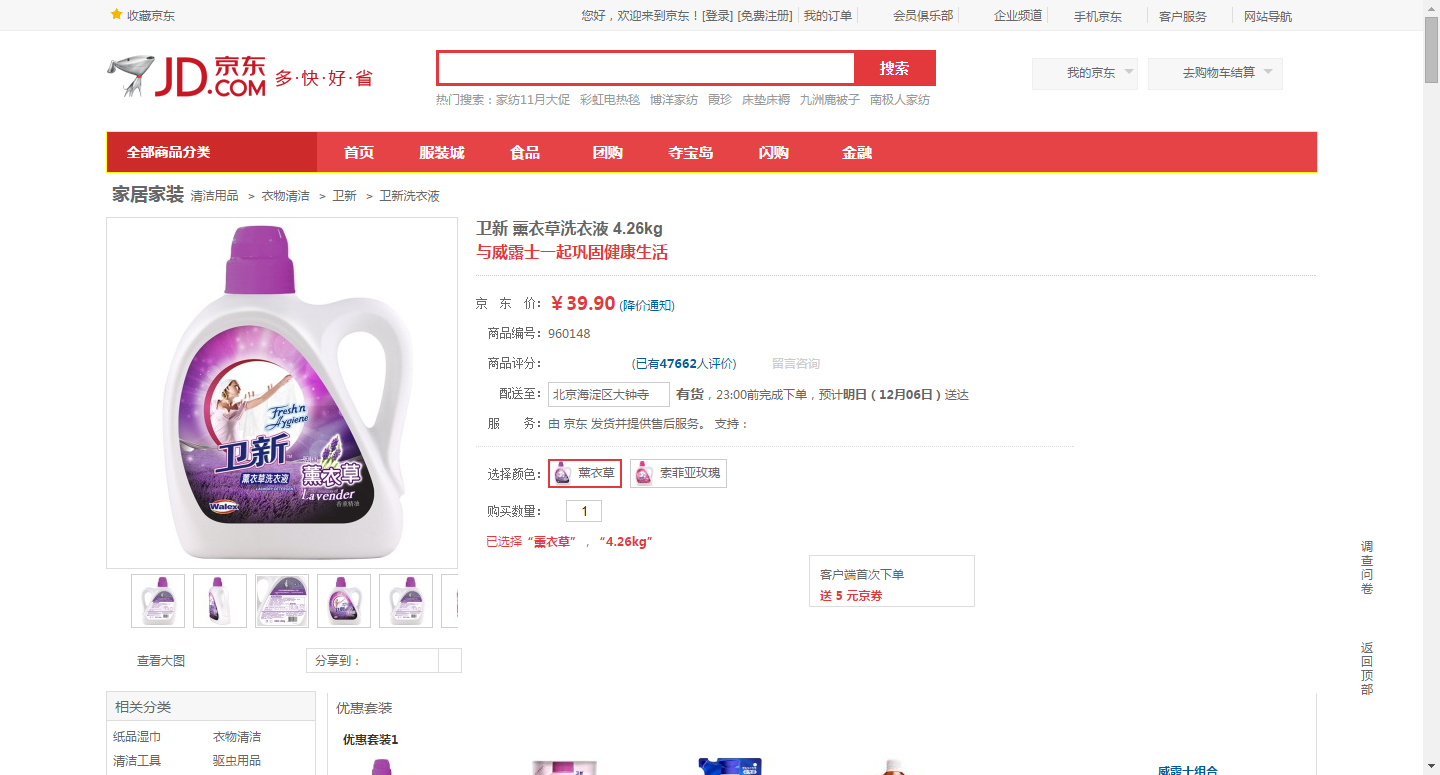 收藏京东
您好，欢迎来到京东！[登录] [免费注册] 我的订单 会员俱乐部 企业频道 手机京东 客户服务 网站导航
JD.COM 京东 多·快·好·省
搜索
热门搜索：家纺11月大促 彩虹电热毯 博洋家纺 霞珍 床垫床褥 九洲鹿被子 南极人家纺
我的京东 去购物车结算
全部商品分类 首页 服装城 食品 团购 夺宝岛 闪购 金融
家居家装 清洁用品 > 衣物清洁 > 卫新 > 卫新洗衣液
Fresh'n Hygiene
卫新
薰衣草洗衣液
薰衣草
Lavender
Walex
卫新 薰衣草洗衣液 4.26kg
与威露士一起巩固健康生活
京 东 价： ￥39.90 (降价通知)
商品编号：960148
商品评分： (已有47662人评价) 留言咨询
配送至： 北京海淀区大钟寺 有货，23:00前完成下单，预计明日（12月06日）送达
服 务：由 京东 发货并提供售后服务。 支持：
选择颜色： 薰衣草 索菲亚玫瑰
购买数量： 1
已选择“薰衣草”，“4.26kg”
客户端首次下单
送 5 元京券
查看大图 分享到：
调查问卷
返回顶部
相关分类
纸品湿巾 衣物清洁
清洁工具 驱虫用品
优惠套装
优惠套装1
威露士组合